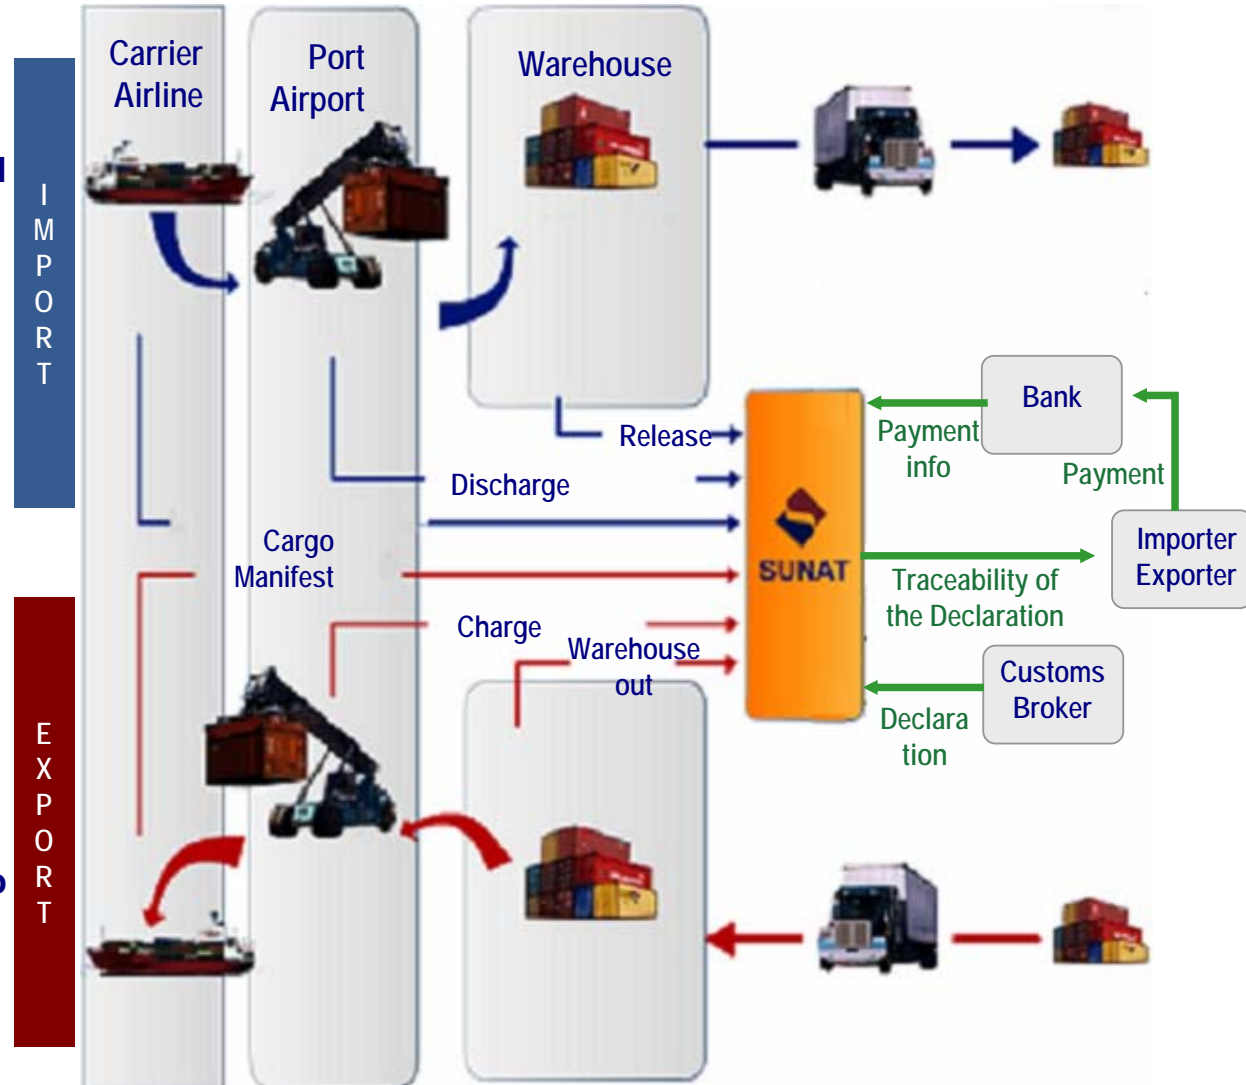 Carrier
Airline
Port
Airport
Warehouse
I
M
P
O
R
T
Bank
Payment
info
Payment
Release
Discharge
Cargo
Manifest
SUNAT
Importer
Exporter
Traceability of
the Declaration
Charge
Warehouse
out
Customs
Broker
Declara
tion
E
X
P
O
R
T